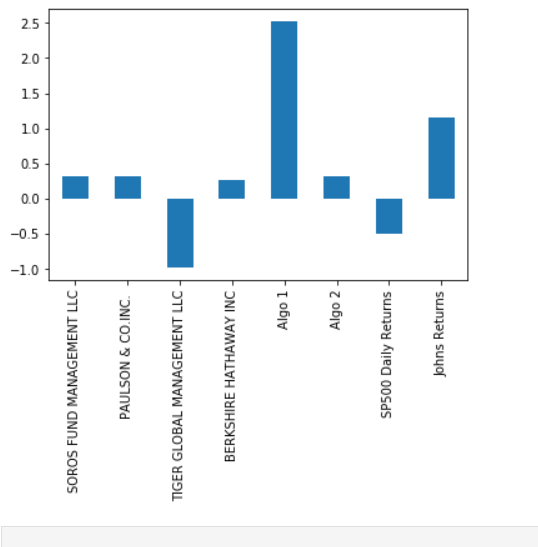 2.5
2.0
1.5
1.0
0.5
0.0
−0.5
−1.0
SOROS FUND MANAGEMENT LLC
PAULSON & CO.INC.
TIGER GLOBAL MANAGEMENT LLC
BERKSHIRE HATHAWAY INC
Algo 1
Algo 2
SP500 Daily Returns
Johns Returns